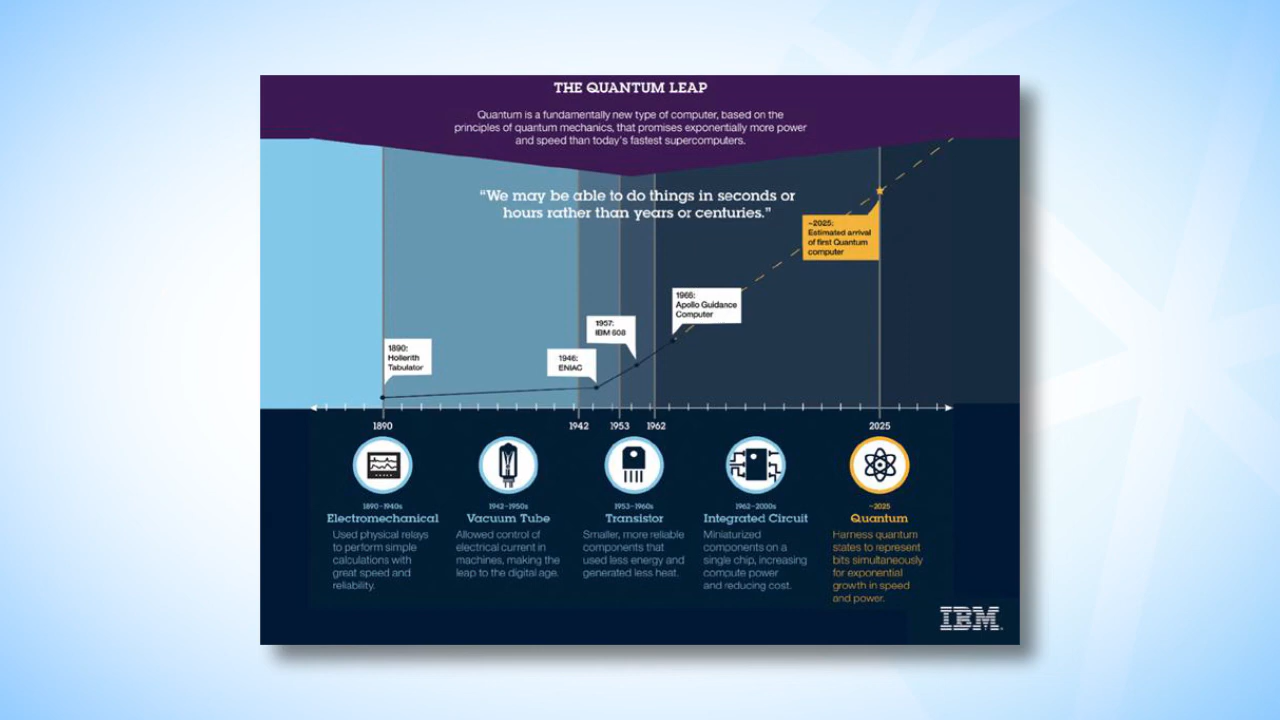 THE QUANTUM LEAP
Quantum is a fundamentally new type of computer, based on the
principles of quantum mechanics, that promises exponentially more power
and speed than today's fastest supercomputers.
“We may be able to do things in seconds or
hours rather than years or centuries.”
~2025:
Estimated arrival
of first Quantum
computer
1966:
Apollo Guidance
Computer
1957:
IBM 608
1946:
ENIAC
1890:
Hollerith
Tabulator
1890
1942
1953
1962
2025
1890-1940s
Electromechanical
Used physical relays
to perform simple
calculations with
great speed and
reliability.
1942-1950s
Vacuum Tube
Allowed control of
electrical current in
machines, making the
leap to the digital age.
1953-1960s
Transistor
Smaller, more reliable
components that
used less energy and
generated less heat.
1962-2000s
Integrated Circuit
Miniaturized
components on a
single chip, increasing
compute power
and reducing cost.
~2025
Quantum
Harness quantum
states to represent
bits simultaneously
for exponential
growth in speed
and power.
IBM